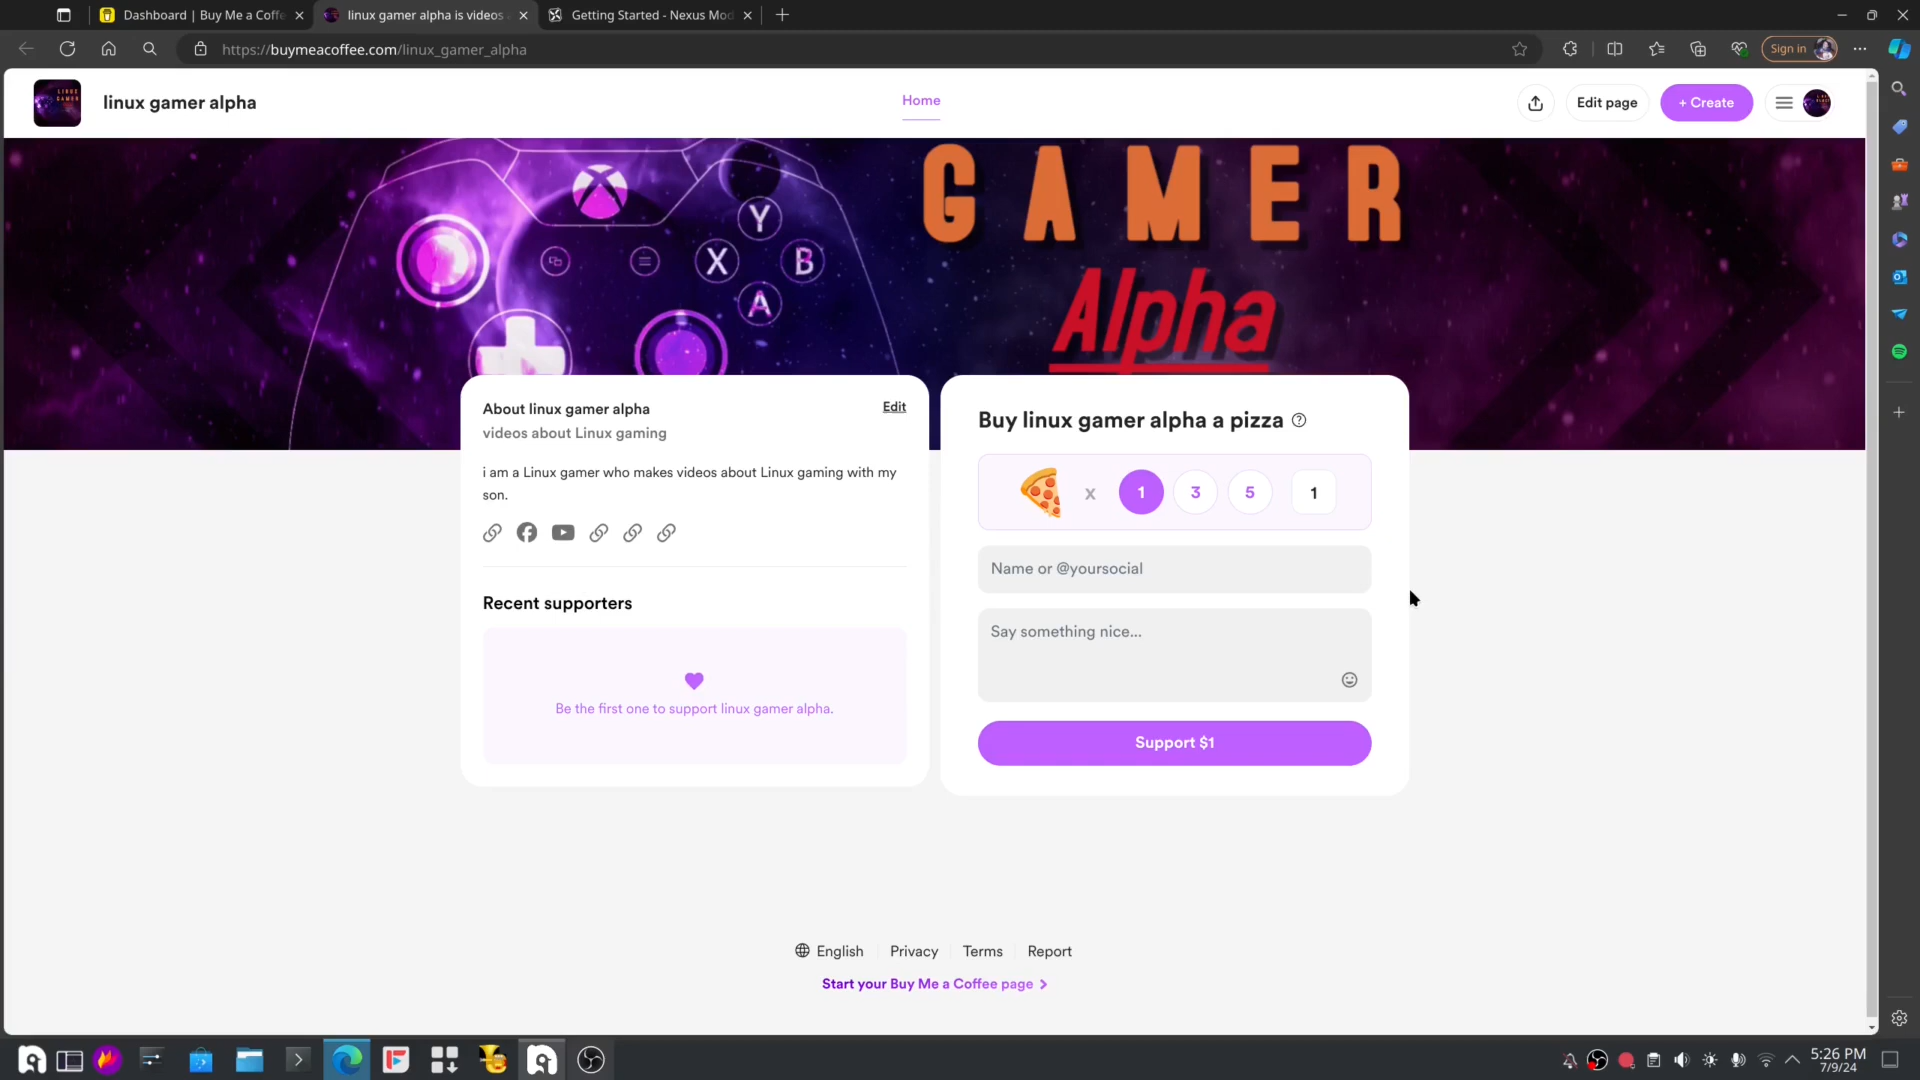 Dashboard | Buy Me a Coffe
linux gamer alpha is videos
Getting Started - Nexus Mod
https://buymeacoffee.com/linux_gamer_alpha
Sign in
linux gamer alpha
Home
Edit page
+ Create
GAMER
Alpha
Y
X
B
A
About linux gamer alpha
Edit
videos about Linux gaming
i am a Linux gamer who makes videos about Linux gaming with my
son.
Recent supporters
Be the first one to support linux gamer alpha.
Buy linux gamer alpha a pizza
x 1 3 5 1
Name or @yoursocial
Say something nice...
Support $1
English
Privacy
Terms
Report
Start your Buy Me a Coffee page
5:26 PM
7/9/24